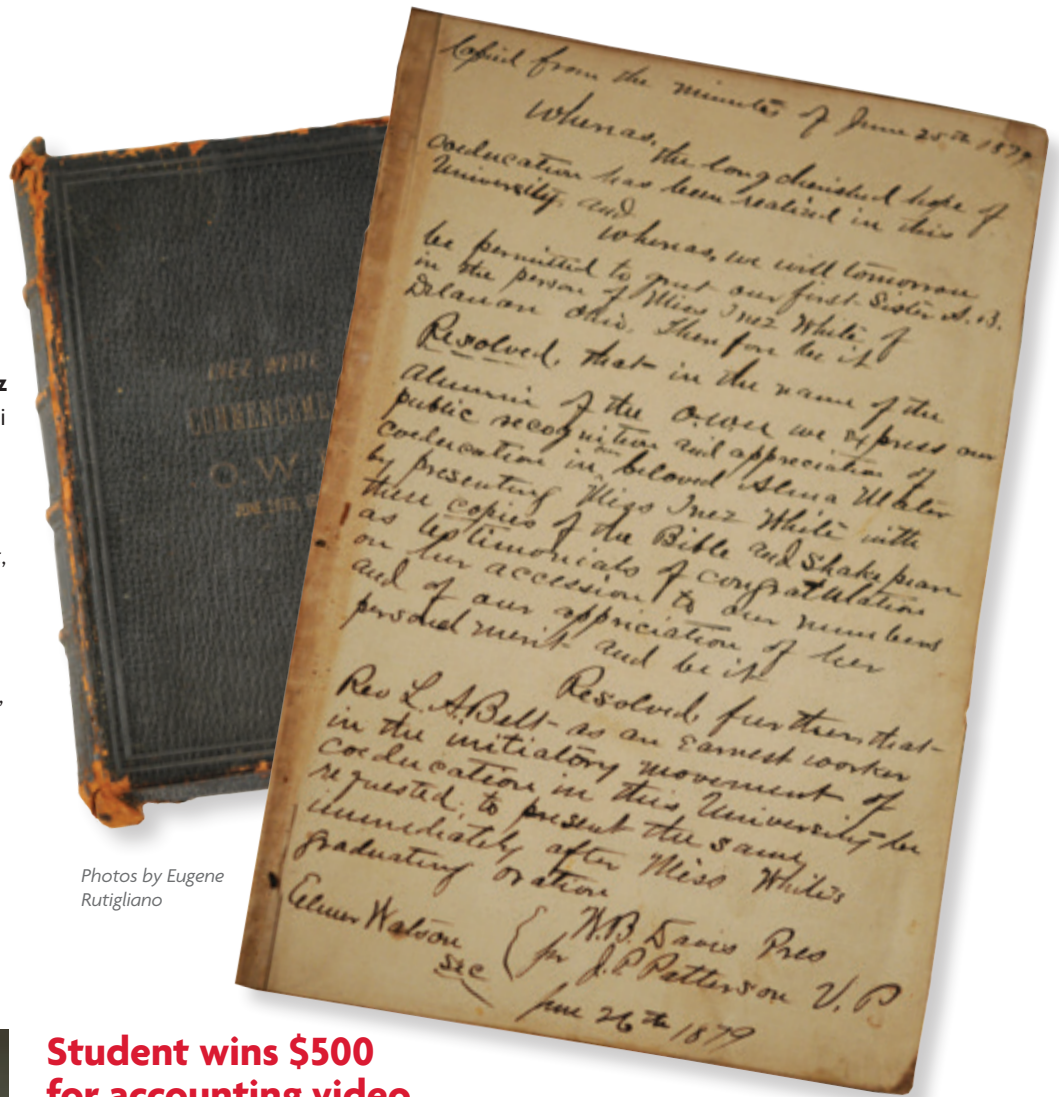 z
i
,
,
INEZ WHITE
COMMENCEMENT
O. W.
JUNE 26TH,
Copied from the minutes of June 25th 1879
Whereas, the long cherished hope of
coeducation has been realized in this
University, and
Whereas, we will tomorrow
be permitted to greet our first Sister A.B.
in the person of Miss Inez White of
Delaware Ohio. Therefore be it
Resolved, that in the name of the
Alumni of the O.W.U. we express our
public recognition and appreciation of
coeducation in our beloved Alma Mater
by presenting Miss Inez White with
these copies of the Bible and Shakspeare
as testimonials of congratulation
on her accession to our numbers
and of our appriciation of her
personal merit and be it
Resolved, further, that
Rev L. A. Belt as an earnest worker
in the initiatory movement of
coeducation in this University be
requested to present the same
immediately after Miss White's
graduating oration
Elmer Watson
Sec
W.B. Davis Pres
per J. P. Patterson V. P
June 26th 1879
Photos by Eugene
Rutigliano
Student wins $500
for accounting video